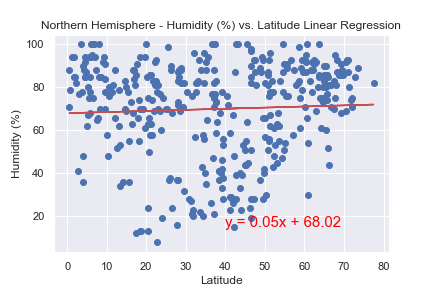 Northern Hemisphere - Humidity (%) vs. Latitude Linear Regression
100
80
60
40
20
Humidity (%)
y = 0.05x + 68.02
0 10 20 30 40 50 60 70 80
Latitude